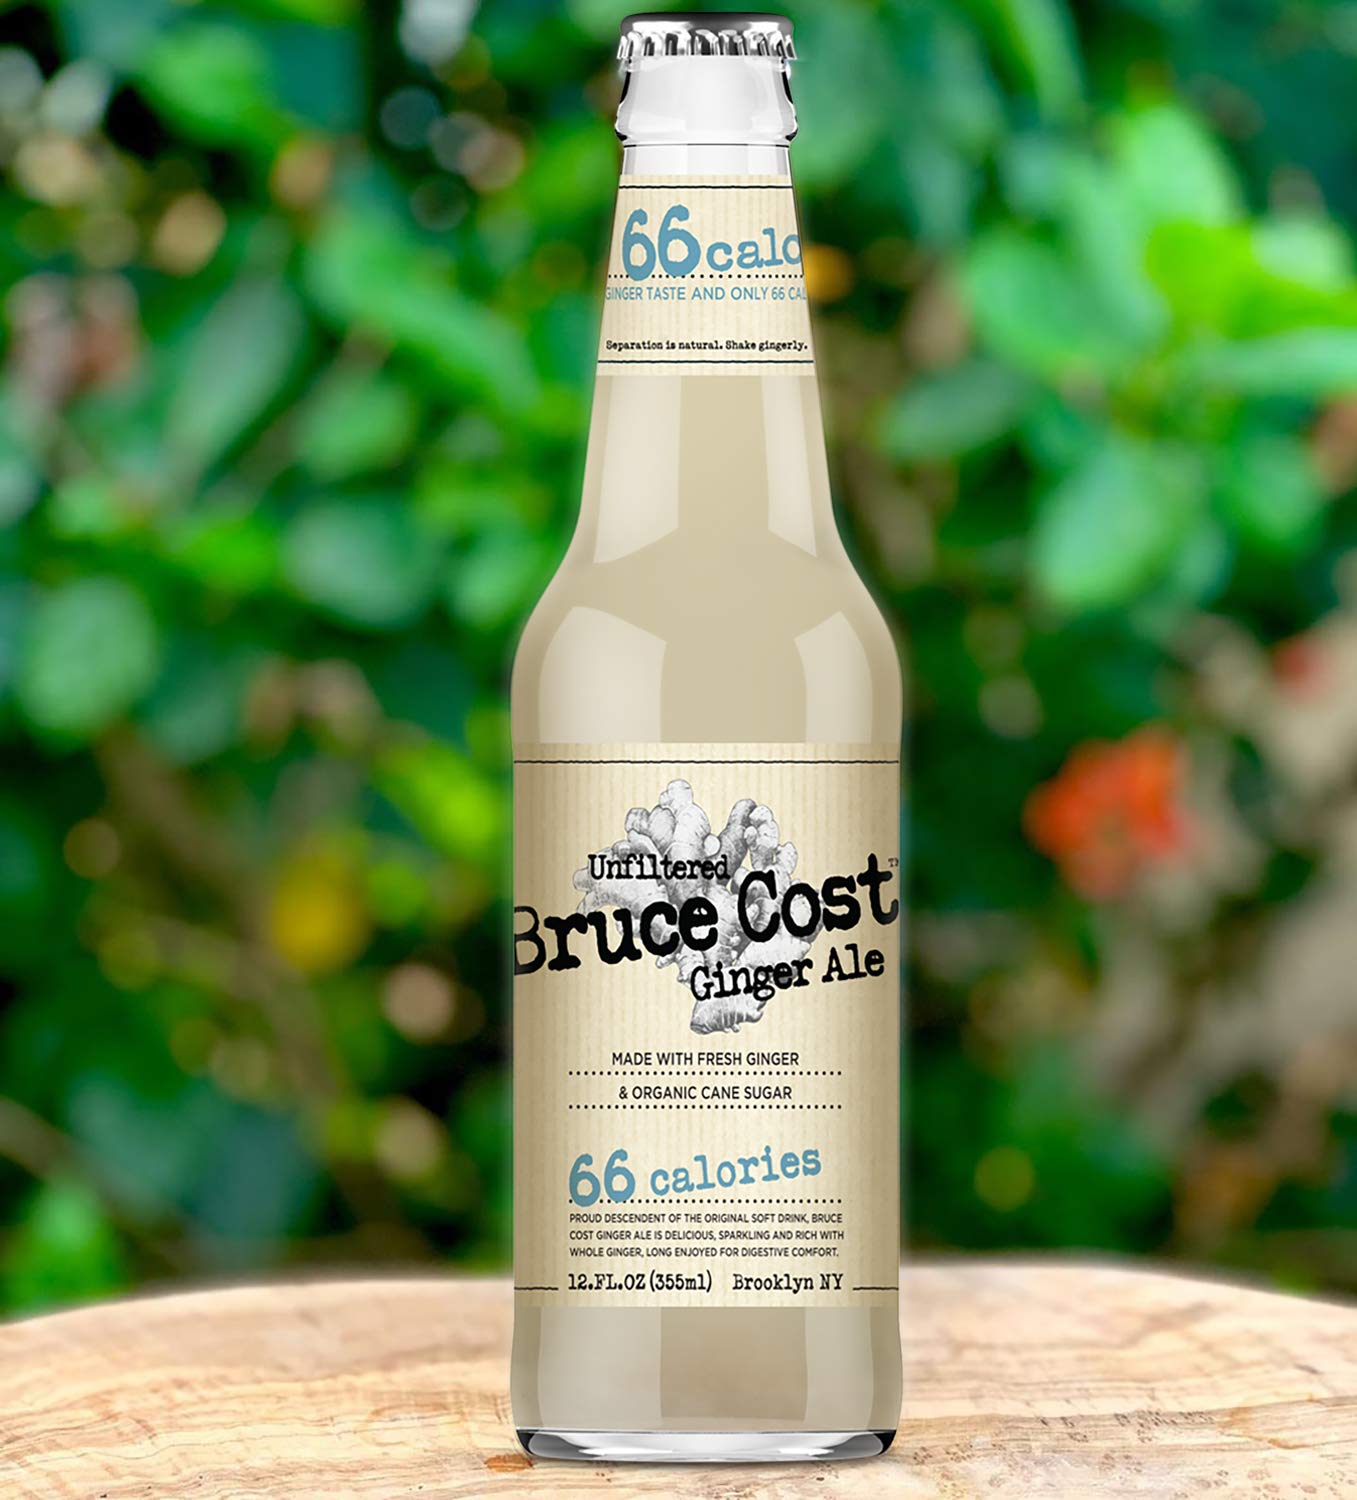 66 calo
GINGER TASTE AND ONLY 66 CAL
Separation is natural. Shake gingerly.
Unfiltered
Bruce Cost™
Ginger Ale
MADE WITH FRESH GINGER
& ORGANIC CANE SUGAR
66 calories
PROUD DESCENDENT OF THE ORIGINAL SOFT DRINK, BRUCE
COST GINGER ALE IS DELICIOUS, SPARKLING AND RICH WITH
WHOLE GINGER, LONG ENJOYED FOR DIGESTIVE COMFORT.
12.FL.OZ (355ml) Brooklyn NY